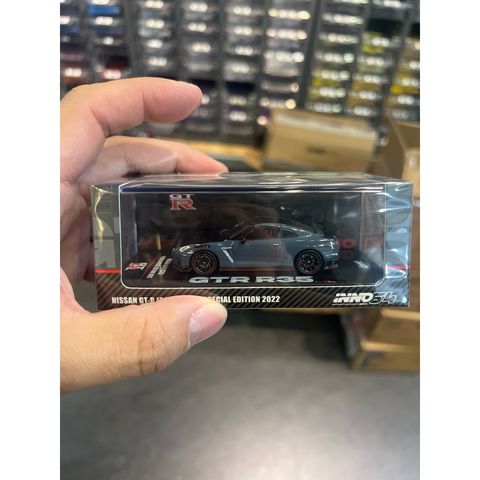 GT
R
GTR R35
NISSAN GT-R (R
SPECIAL EDITION 2022
INNO64